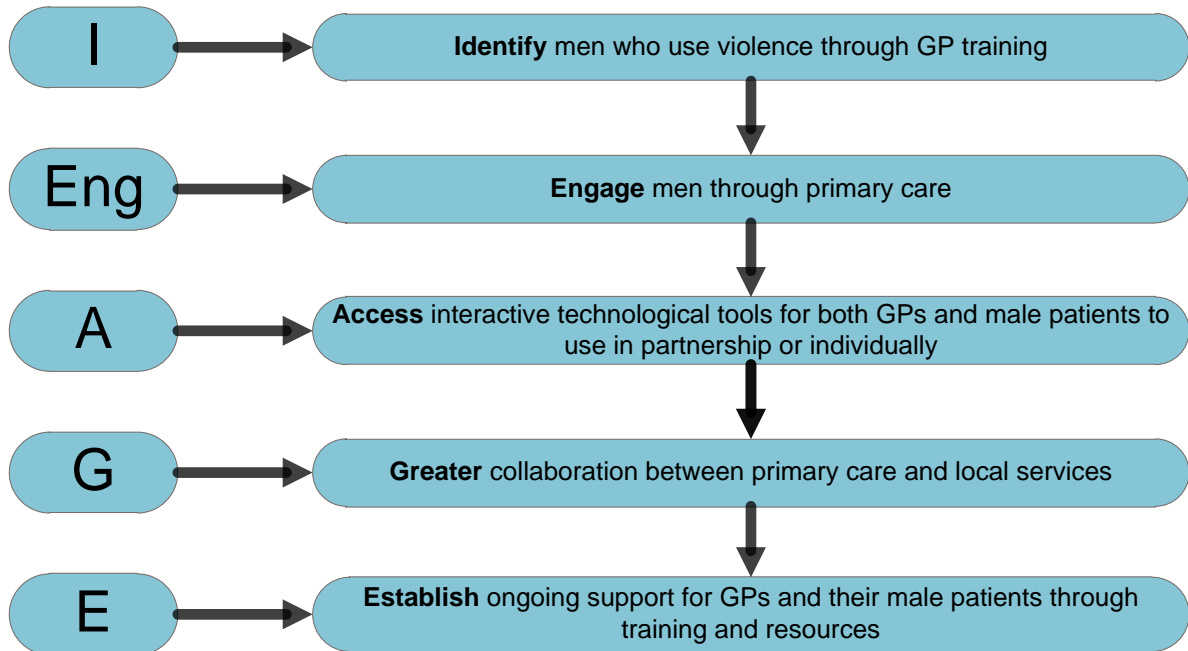 I
Identify men who use violence through GP training
Eng
Engage men through primary care
A
Access interactive technological tools for both GPs and male patients to
use in partnership or individually
G
Greater collaboration between primary care and local services
E
Establish ongoing support for GPs and their male patients through
training and resources